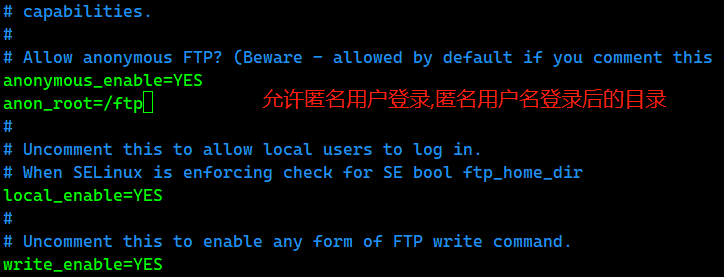 # capabilities.
#
# Allow anonymous FTP? (Beware - allowed by default if you comment this
anonymous_enable=YES
anon_root=/ftp 允许匿名用户登录,匿名用户名登录后的目录
#
# Uncomment this to allow local users to log in.
# When SELinux is enforcing check for SE bool ftp_home_dir
local_enable=YES
#
# Uncomment this to enable any form of FTP write command.
write_enable=YES